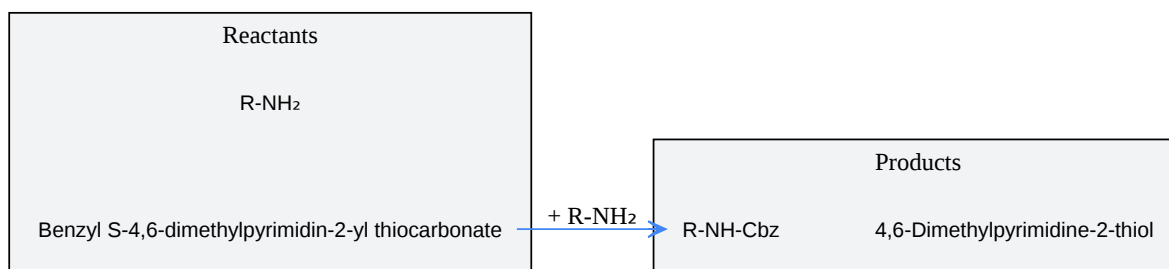 Reactants
R-NH₂
Benzyl S-4,6-dimethylpyrimidin-2-yl thiocarbonate
+ R-NH₂
Products
R-NH-Cbz
4,6-Dimethylpyrimidine-2-thiol